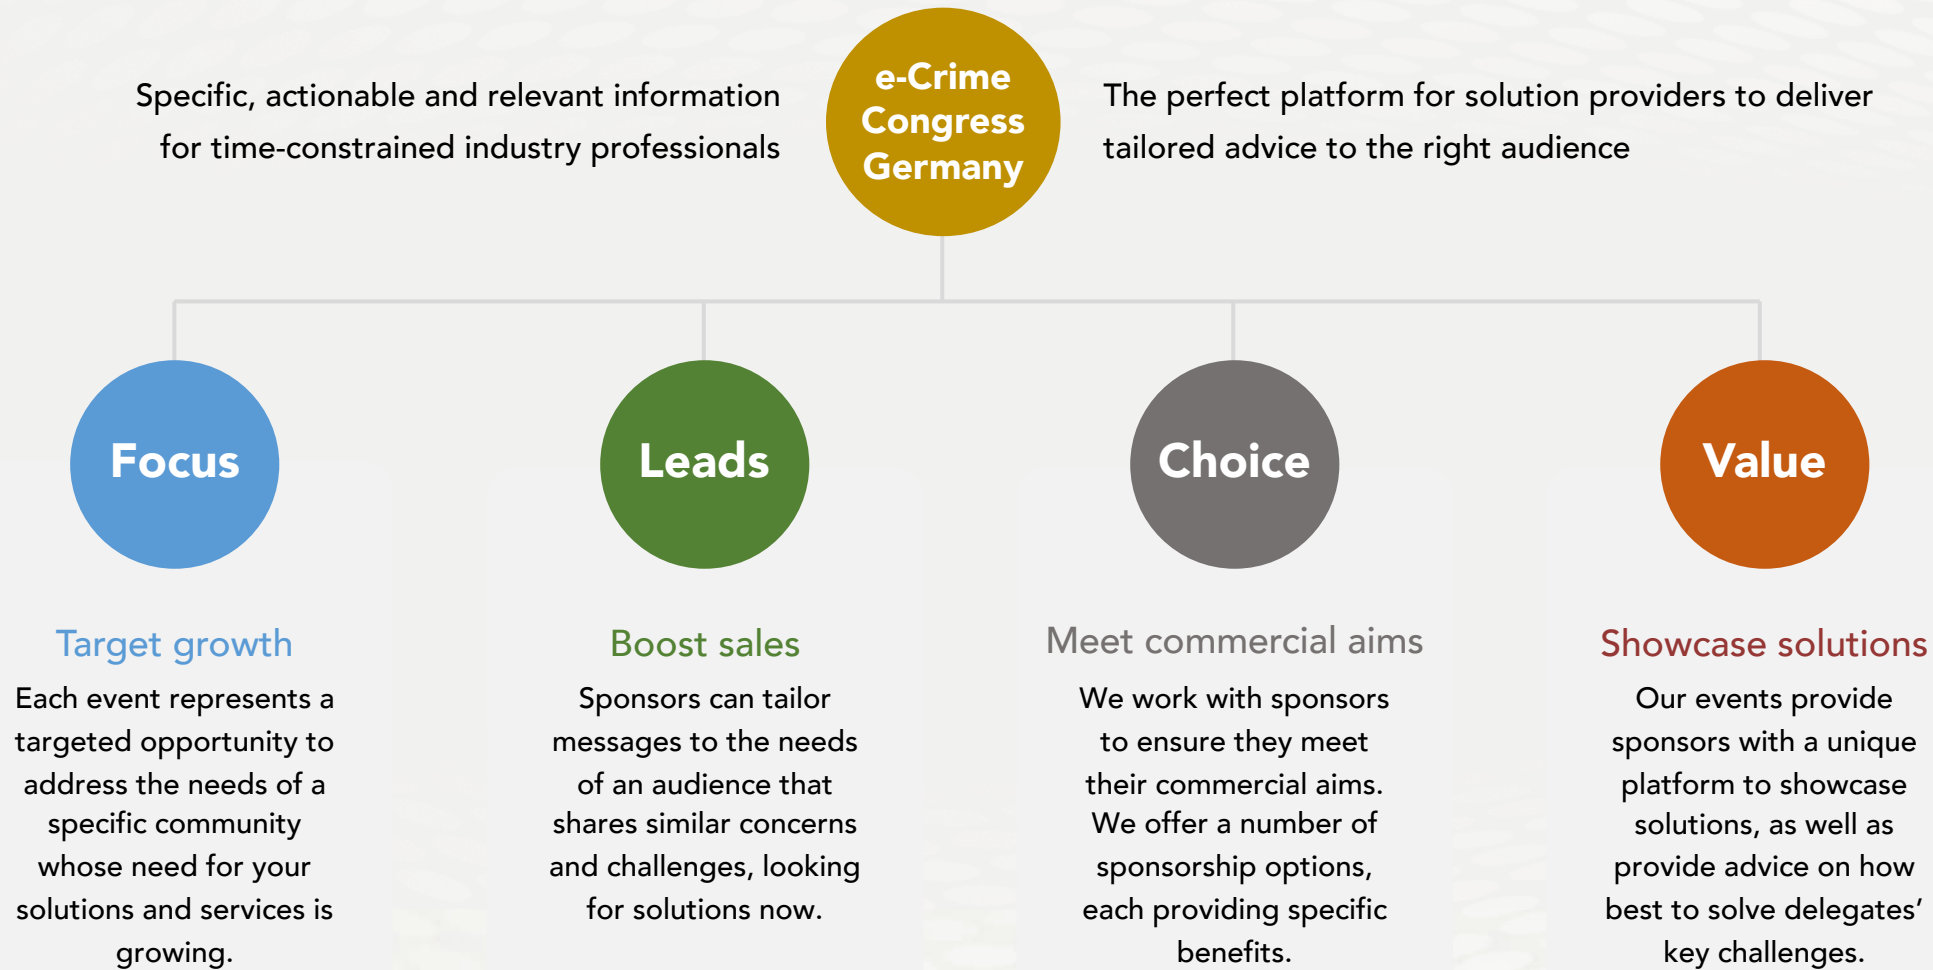 Specific, actionable and relevant information
for time-constrained industry professionals
e-Crime
Congress
Germany
The perfect platform for solution providers to deliver
tailored advice to the right audience
Focus
Target growth
Each event represents a
targeted opportunity to
address the needs of a
specific community
whose need for your
solutions and services is
growing.
Leads
Boost sales
Sponsors can tailor
messages to the needs
of an audience that
shares similar concerns
and challenges, looking
for solutions now.
Choice
Meet commercial aims
We work with sponsors
to ensure they meet
their commercial aims.
We offer a number of
sponsorship options,
each providing specific
benefits.
Value
Showcase solutions
Our events provide
sponsors with a unique
platform to showcase
solutions, as well as
provide advice on how
best to solve delegates’
key challenges.